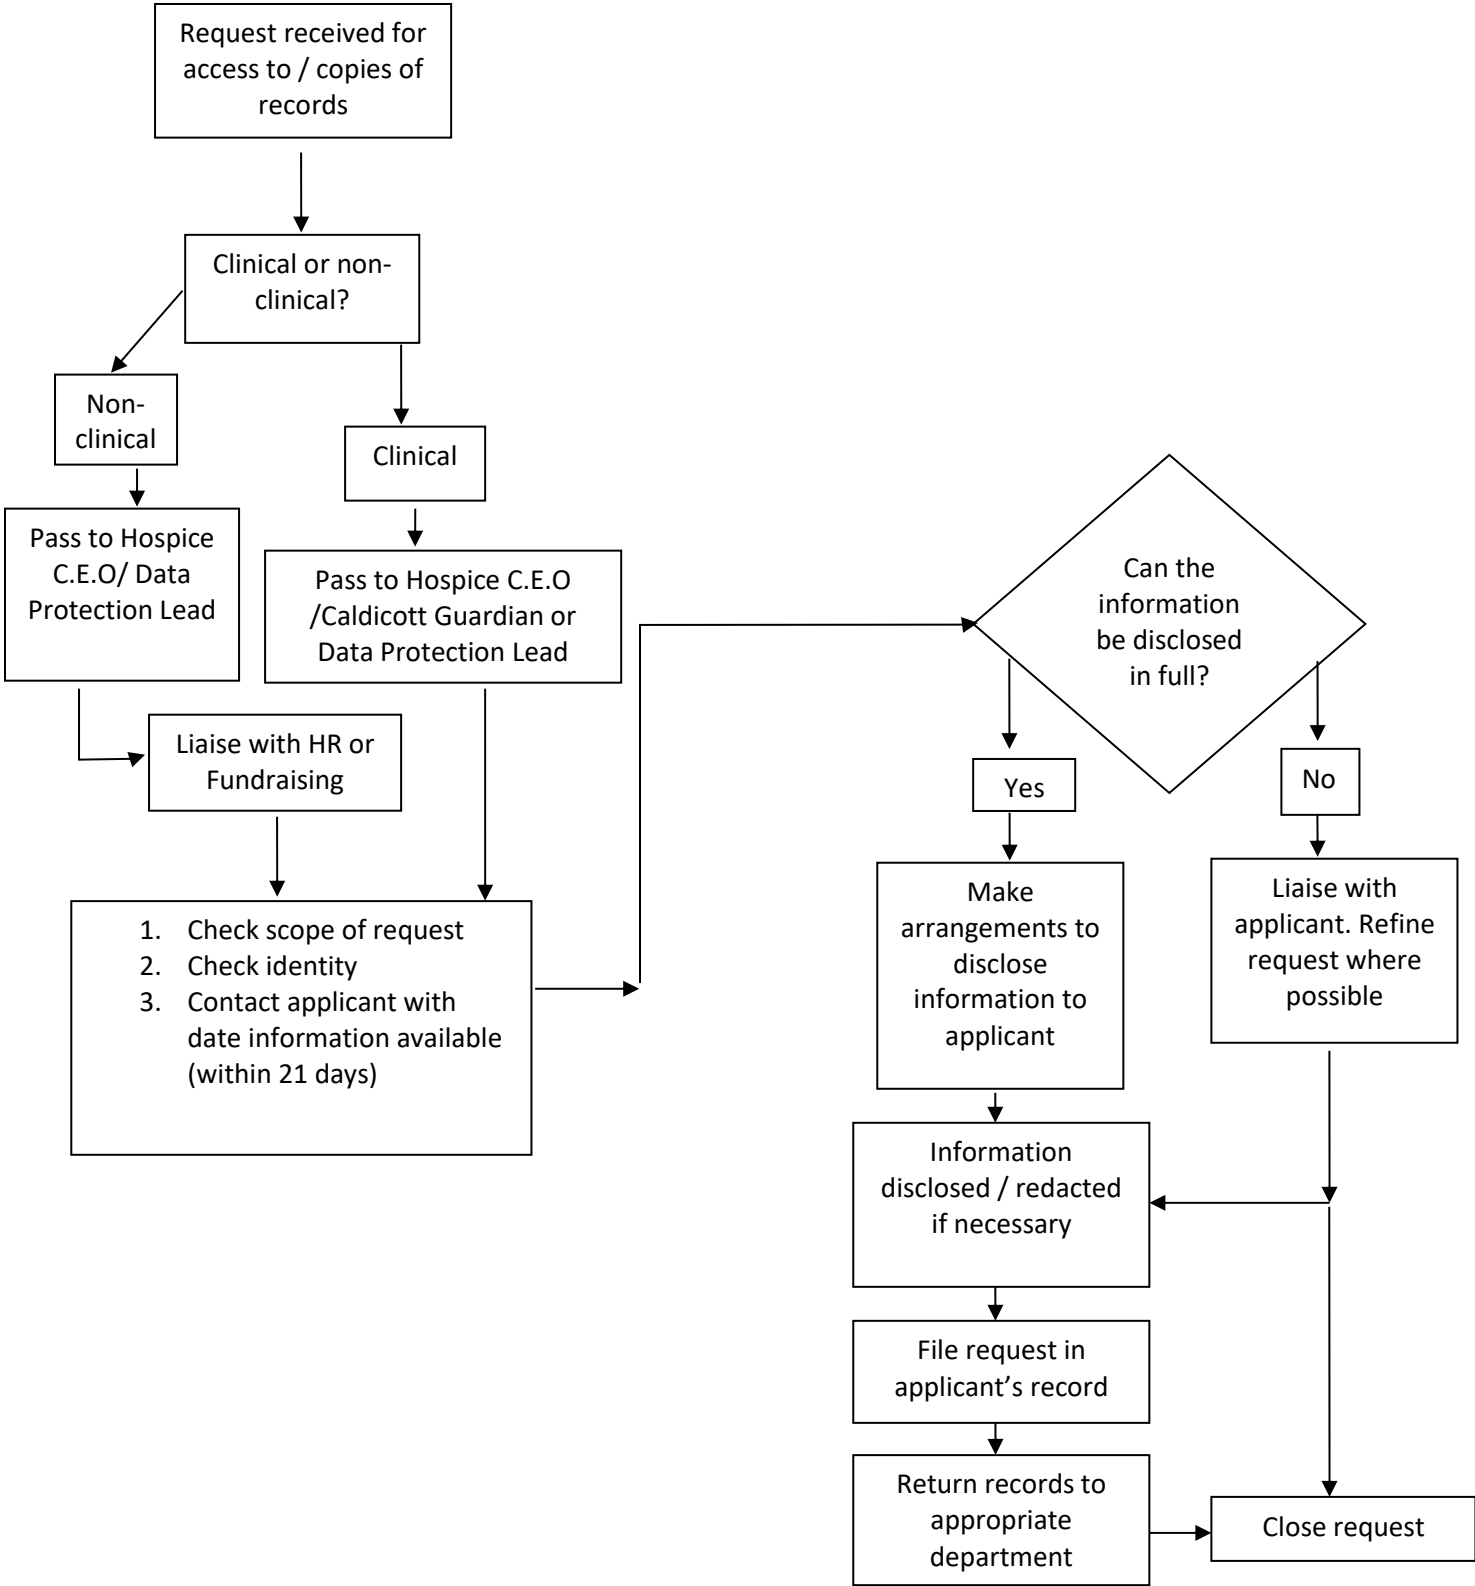 Request received for
access to / copies of
records
Clinical or non-
clinical?
Non-
clinical
Clinical
Pass to Hospice
C.E.O/ Data
Protection Lead
Pass to Hospice C.E.O
/Caldicott Guardian or
Data Protection Lead
Liaise with HR or
Fundraising
1. Check scope of request
2. Check identity
3. Contact applicant with
date information available
(within 21 days)
Can the
information
be disclosed
in full?
Yes
No
Make
arrangements to
disclose
information to
applicant
Liaise with
applicant. Refine
request where
possible
Information
disclosed / redacted
if necessary
File request in
applicant’s record
Return records to
appropriate
department
Close request